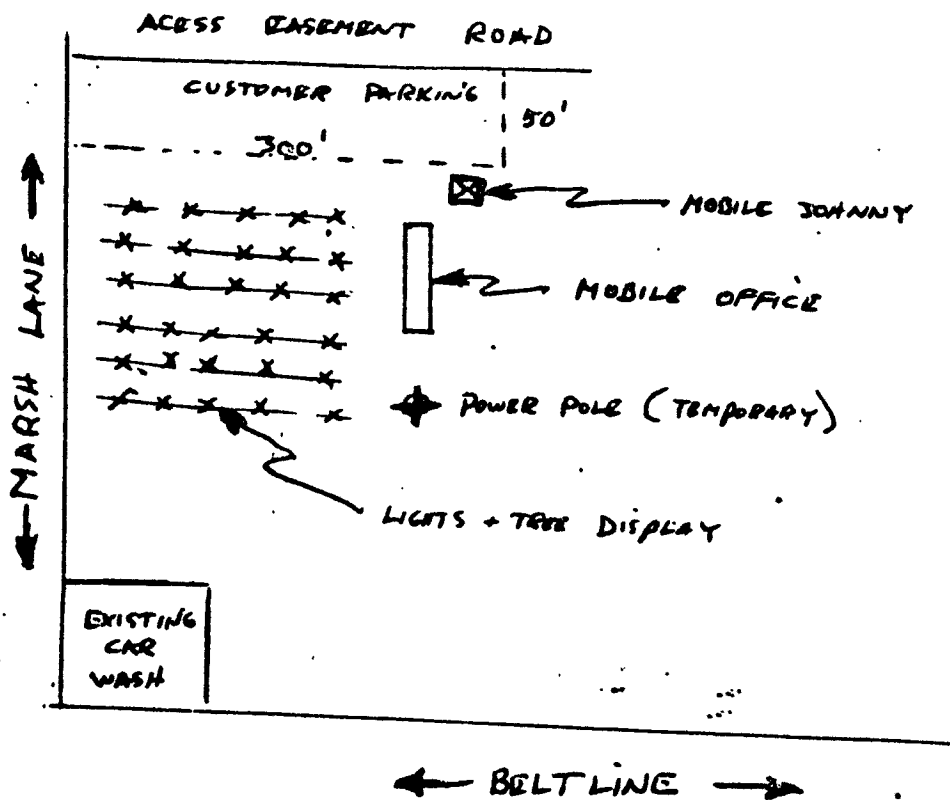 ACESS EASEMENT ROAD
CUSTOMER PARKING
50'
300'
MOBILE JOHNNY
MOBILE OFFICE
MARSH LANE
POWER POLE (TEMPORARY)
LIGHTS + TREE DISPLAY
EXISTING
CAR
WASH
BELTLINE